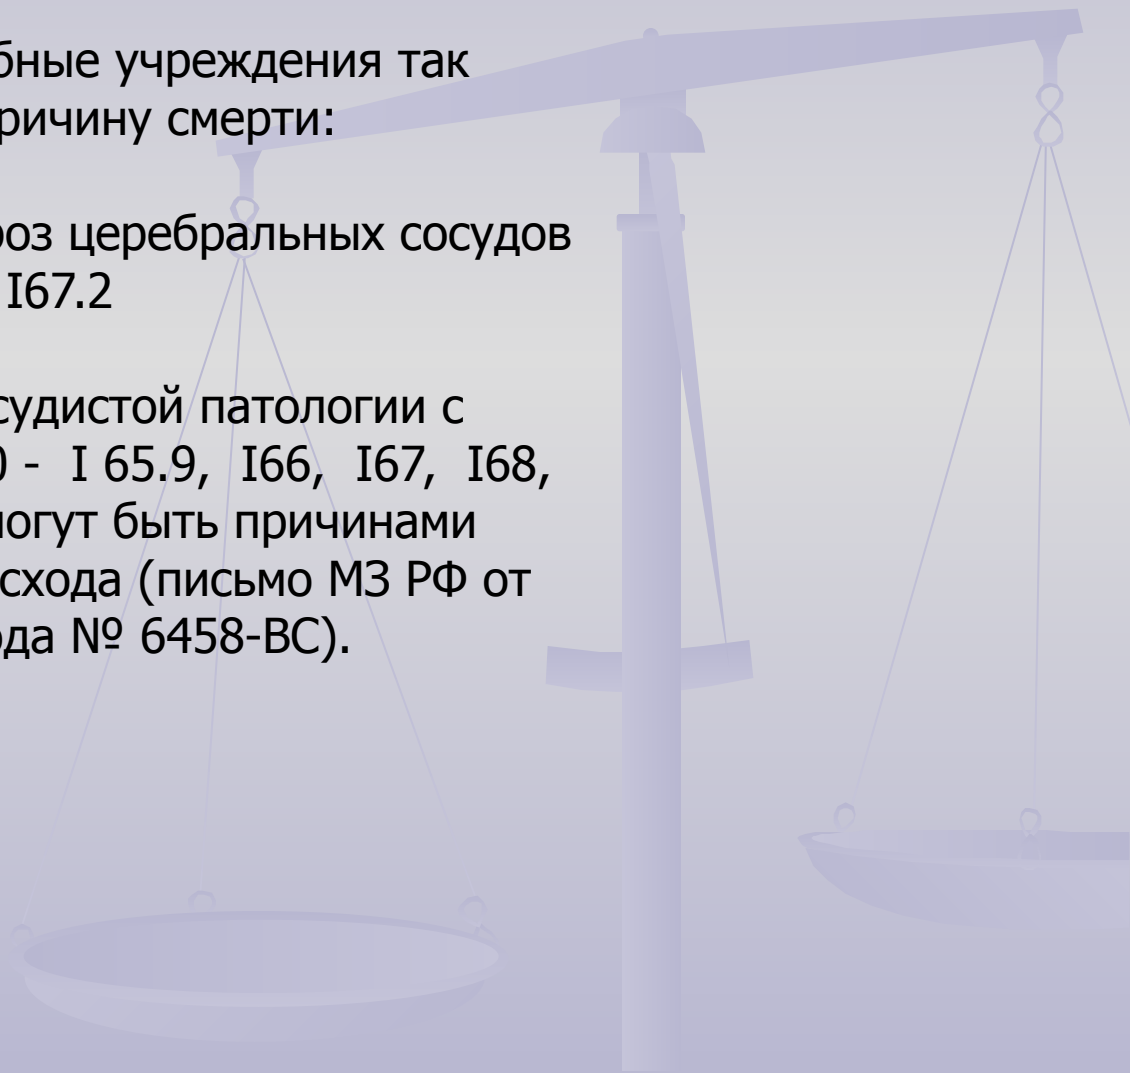 бные учреждения так
ричину смерти:
роз церебральных сосудов
I67.2
судистой патологии с
0 - I 65.9, I66, I67, I68,
могут быть причинами
схода (письмо МЗ РФ от
ода № 6458-ВС).